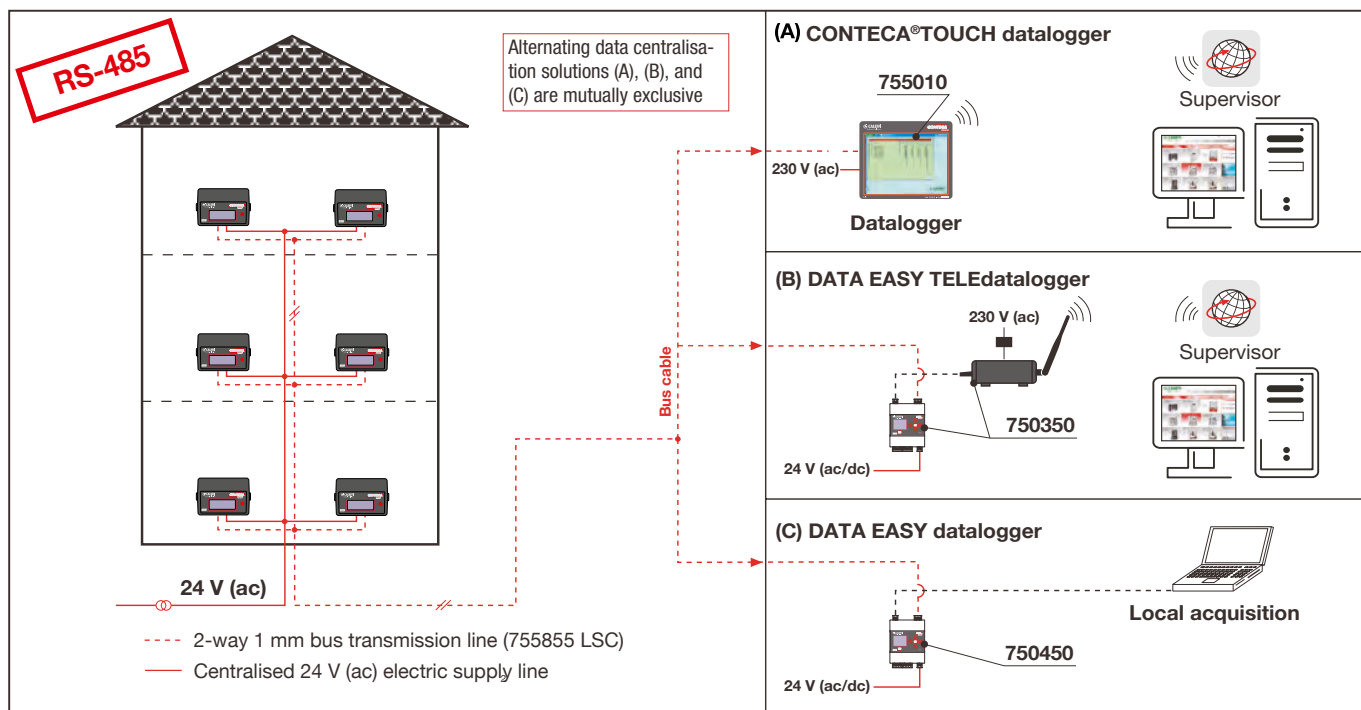 RS-485
Alternating data centralisa-
tion solutions (A), (B), and
(C) are mutually exclusive
24 V (ac)
2-way 1 mm bus transmission line (755855 LSC)
Centralised 24 V (ac) electric supply line
Bus cable
(A) CONTECA®TOUCH datalogger
755010
230 V (ac)
Datalogger
Supervisor
(B) DATA EASY TELEdatalogger
230 V (ac)
750350
24 V (ac/dc)
Supervisor
(C) DATA EASY datalogger
Local acquisition
750450
24 V (ac/dc)